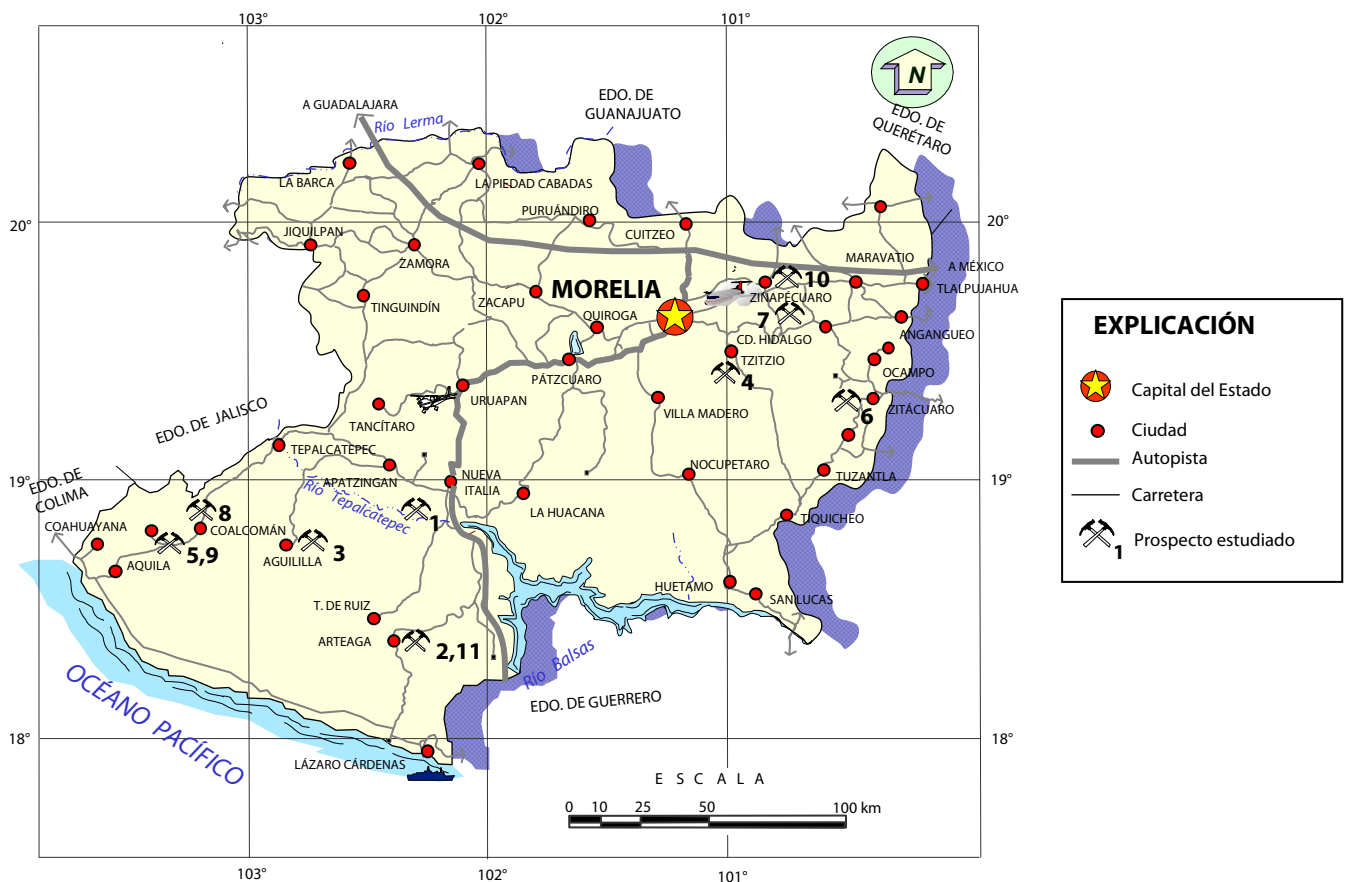 103°
102°
101°
N
A GUADALAJARA
Río Lerma
EDO. DE
GUANAJUATO
EDO. DE
QUERÉTARO
LA BARCA
LA PIEDAD CABADAS
PURUÁNDIRO
20°
20°
JIQUILPAN
CUITZEO
ZAMORA
MARAVATIO
A MÉXICO
TLALPUJAHUA
TINGUINDÍN
ZACAPU
MORELIA
10
ZINAPÉCUARO
QUIROGA
7
ANGANGUEO
CD. HIDALGO
TZITZIO
4
OCAMPO
PÁTZCUARO
URUAPAN
VILLA MADERO
6
ZITÁCUARO
TANCÍTARO
EDO. DE JALISCO
TEPALCATEPEC
NOCUPETARO
TUZANTLA
19°
19°
APATZINGAN
NUEVA
ITALIA
EDO. DE
COLIMA
Río Tepalcatepec
LA HUACANA
8
1
TIQUICHEO
COAHUAYANA
COALCOMÁN
5,9
3
AQUILA
AGUILILLA
HUETAMO
SAN LUCAS
T. DE RUIZ
ARTEAGA
2,11
Río Balsas
EDO. DE GUERRERO
OCÉANO PACÍFICO
18°
18°
LÁZARO CÁRDENAS
ESCALA
0 10 25 50 100 km
103°
102°
101°
EXPLICACIÓN
Capital del Estado
Ciudad
Autopista
Carretera
1 Prospecto estudiado